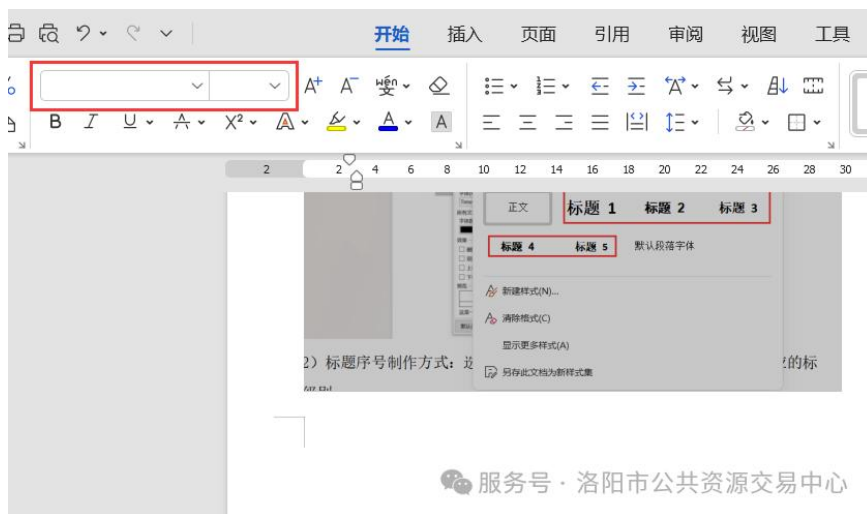 开始 插入 页面 引用 审阅 视图 工具
A+ A- wén 雯
B I U A X² A A A
2 2 4 6 8 10 12 14 16 18 20 22 24 26 28 30
正文 标题 1 标题 2 标题 3
标题 4 标题 5 默认段落字体
新建样式(N)...
清除格式(C)
显示更多样式(A)
2）标题序号制作方式：
的标
另存此文档为新样式集
服务号 · 洛阳市公共资源交易中心